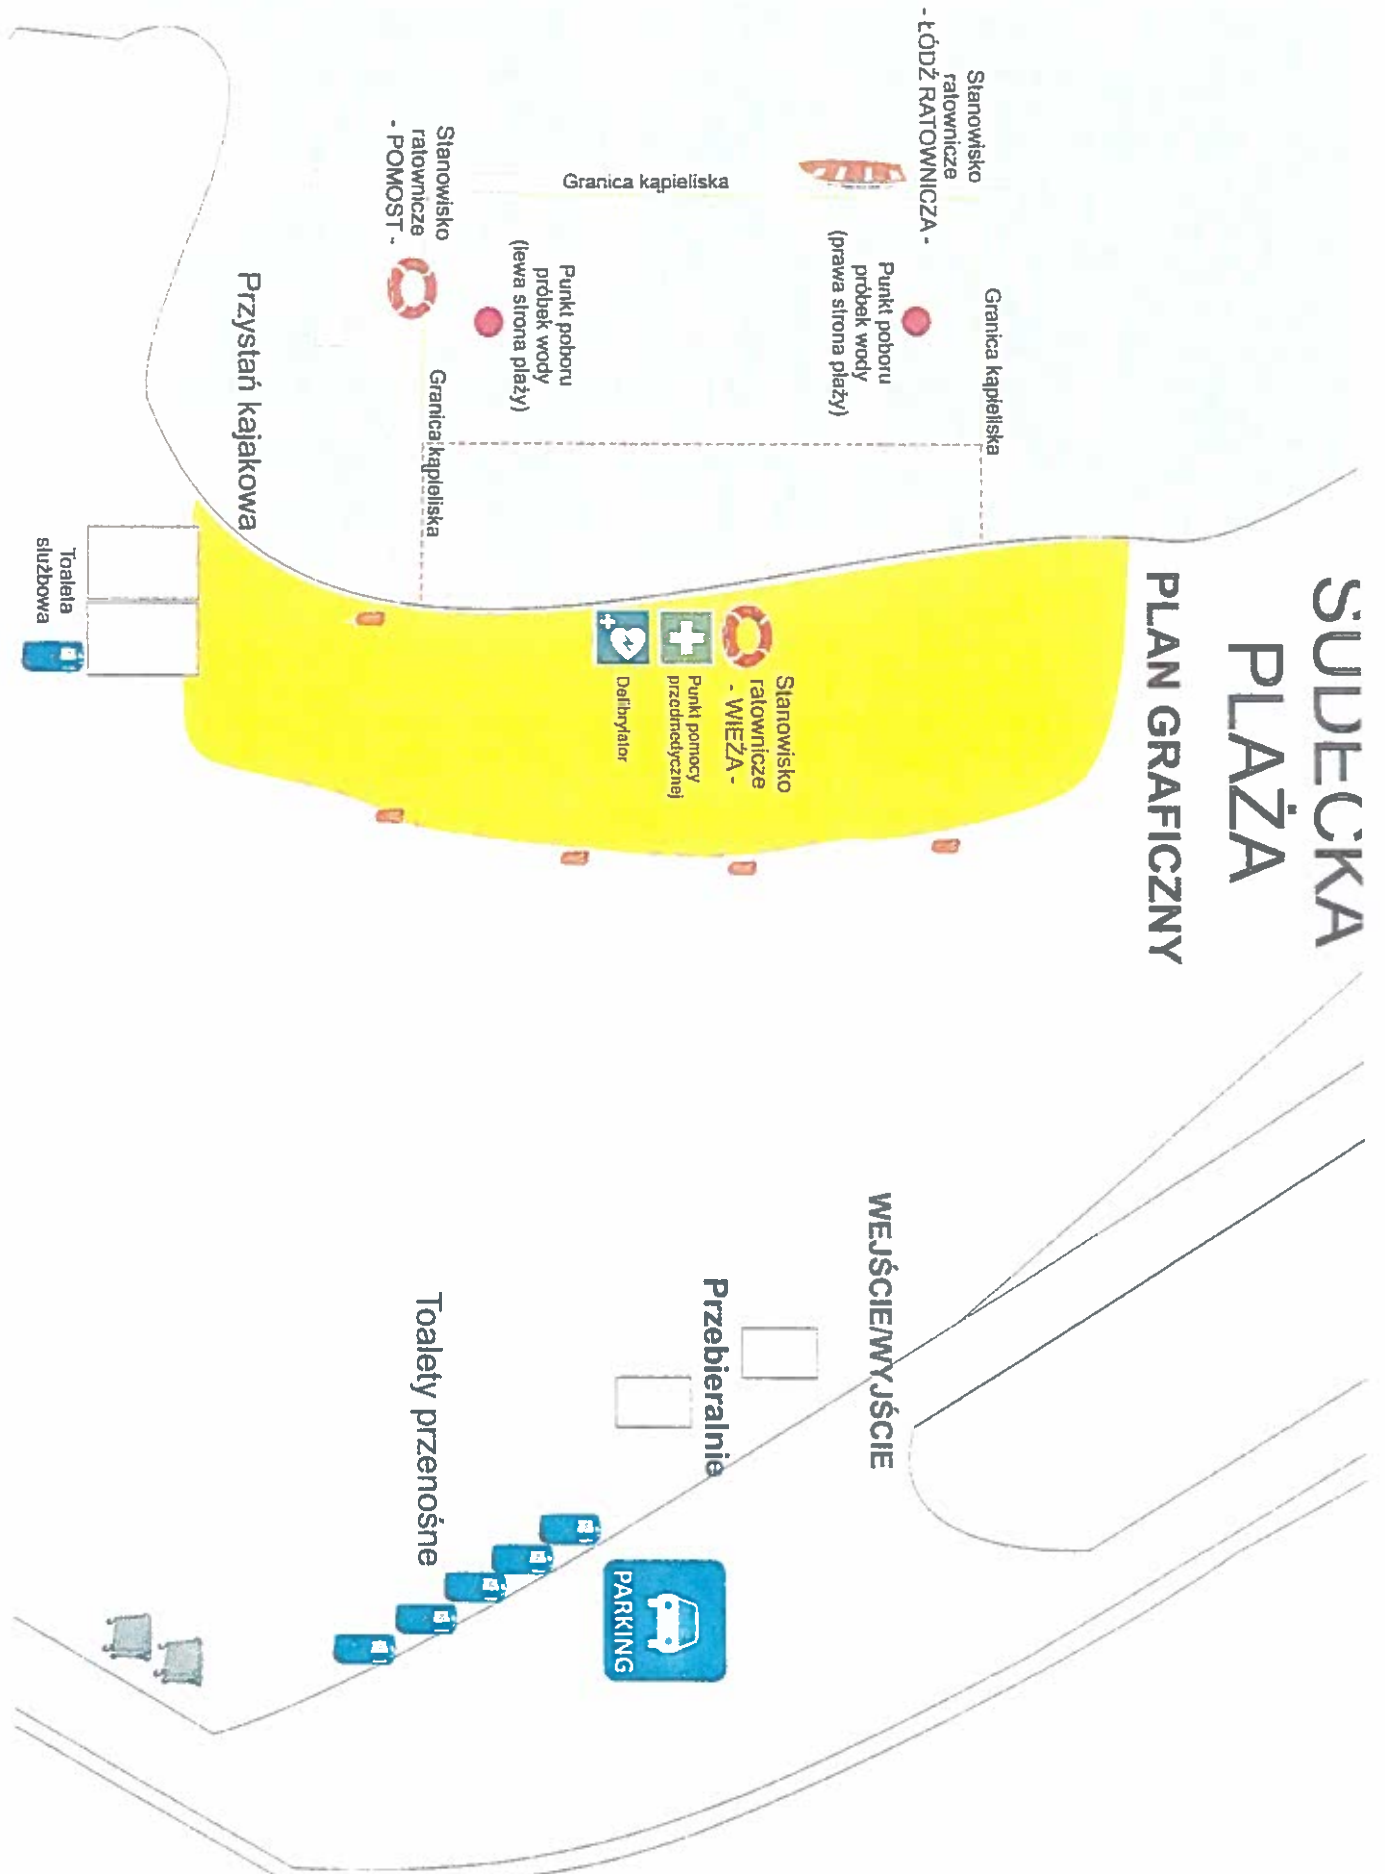 SUDECKA
PLAŻA
PLAN GRAFICZNY
Stanowisko
ratownicze
- ŁÓDŹ RATOWNICZA -
Granica kąpieliska
Punkt poboru
próbek wody
(prawa strona plaży)
Granica kąpieliska
Punkt poboru
próbek wody
(lewa strona plaży)
Stanowisko
ratownicze
- POMOST -
Granica kąpieliska
Przystań kajakowa
Toaleta
służbowa
Stanowisko
ratownicze
- WIEŻA -
Punkt pomocy
przedmedycznej
Defibrylator
WEJŚCIE/WYJŚCIE
Przebieralnie
Toalety przenośne
PARKING